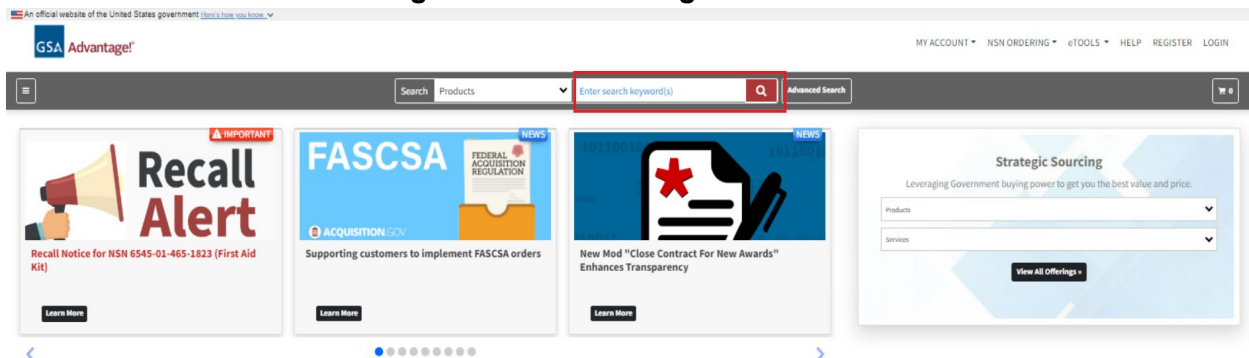 An official website of the United States government Here's how you know
GSA Advantage!
MY ACCOUNT NSN ORDERING eTOOLS HELP REGISTER LOGIN
Search Products Enter search keyword(s) Advanced Search 0
IMPORTANT
Recall
Alert
Recall Notice for NSN 6545-01-465-1823 (First Aid
Kit)
Learn More
NEWS
FASCSA
FEDERAL
ACQUISITION
REGULATION
ACQUISITION.GOV
Supporting customers to implement FASCSA orders
Learn More
NEWS
New Mod "Close Contract For New Awards"
Enhances Transparency
Learn More
Strategic Sourcing
Leveraging Government buying power to get you the best value and price.
Products
Services
View All Offerings »